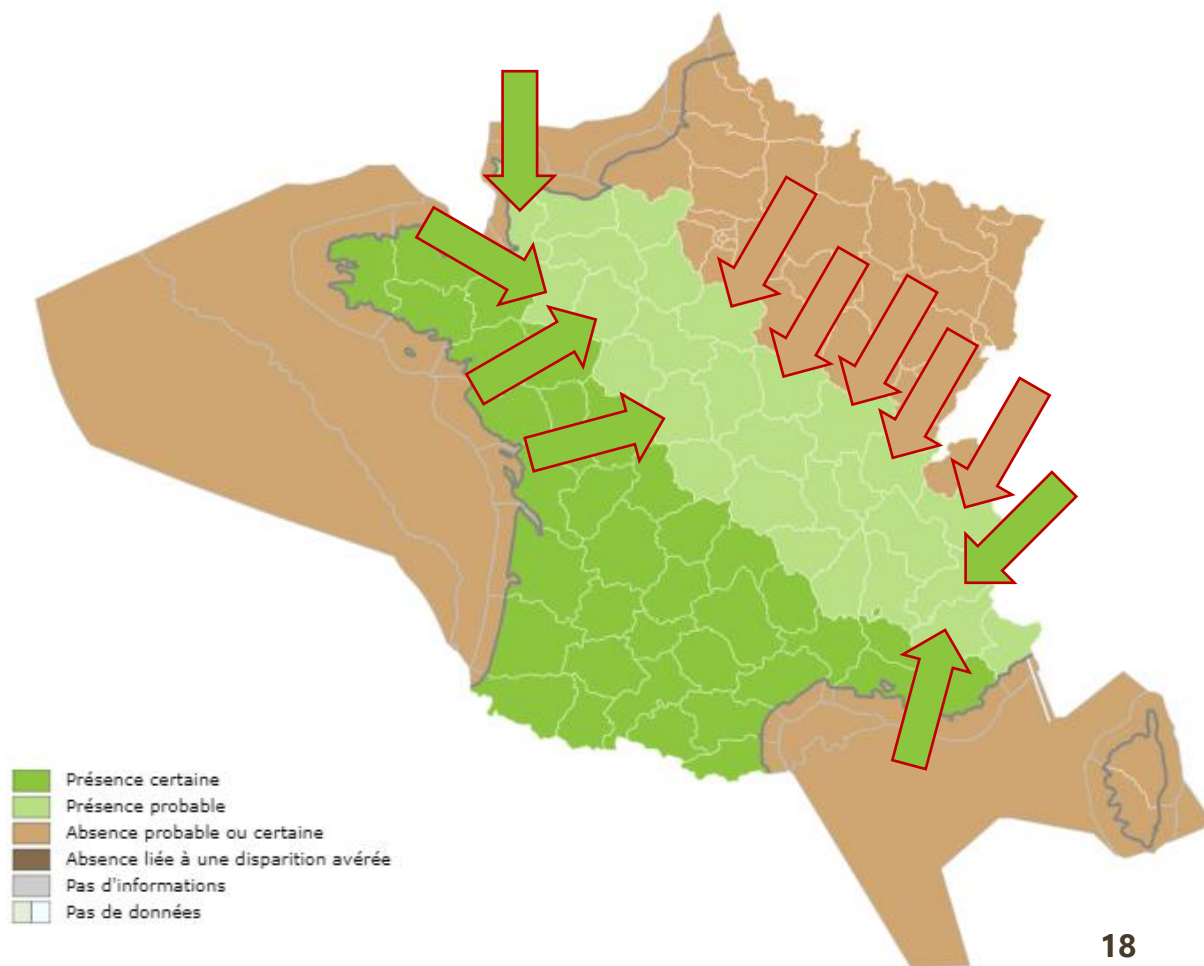 Présence certaine
Présence probable
Absence probable ou certaine
Absence liée à une disparition avérée
Pas d'informations
Pas de données
18